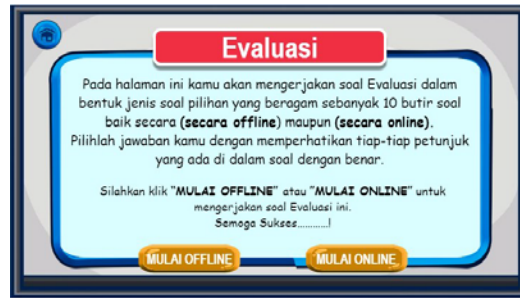 Evaluasi
Pada halaman ini kamu akan mengerjakan soal Evaluasi dalam
bentuk jenis soal pilihan yang beragam sebanyak 10 butir soal
baik secara (secara offline) maupun (secara online).
Pilihlah jawaban kamu dengan memperhatikan tiap-tiap petunjuk
yang ada di dalam soal dengan benar.
Silahkan klik "MULAI OFFLINE" atau "MULAI ONLINE" untuk
mengerjakan soal Evaluasi ini.
Semoga Sukses............!
MULAI OFFLINE MULAI ONLINE